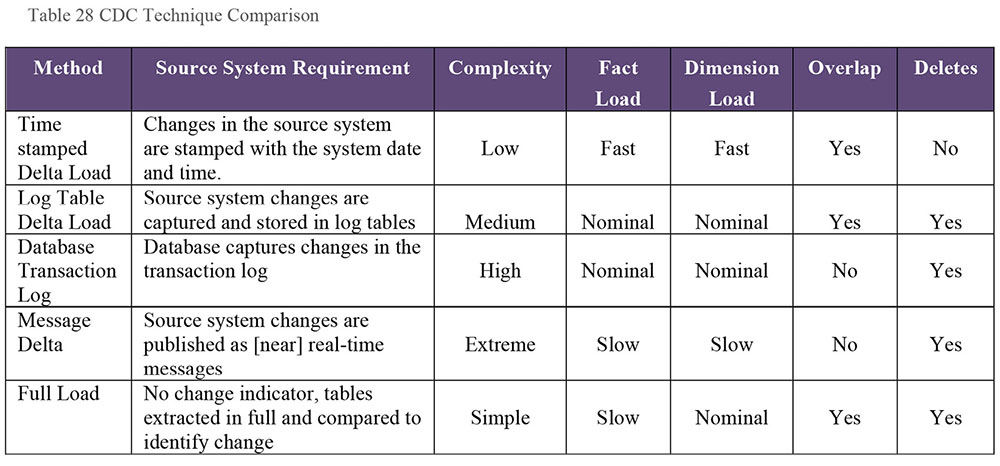 Table 28 CDC Technique Comparison
Method Source System Requirement Complexity Fact Load Dimension Load Overlap Deletes
Time stamped Delta Load Changes in the source system are stamped with the system date and time. Low Fast Fast Yes No
Log Table Delta Load Source system changes are captured and stored in log tables Medium Nominal Nominal Yes Yes
Database Transaction Log Database captures changes in the transaction log High Nominal Nominal No Yes
Message Delta Source system changes are published as [near] real-time messages Extreme Slow Slow No Yes
Full Load No change indicator, tables extracted in full and compared to identify change Simple Slow Nominal Yes Yes